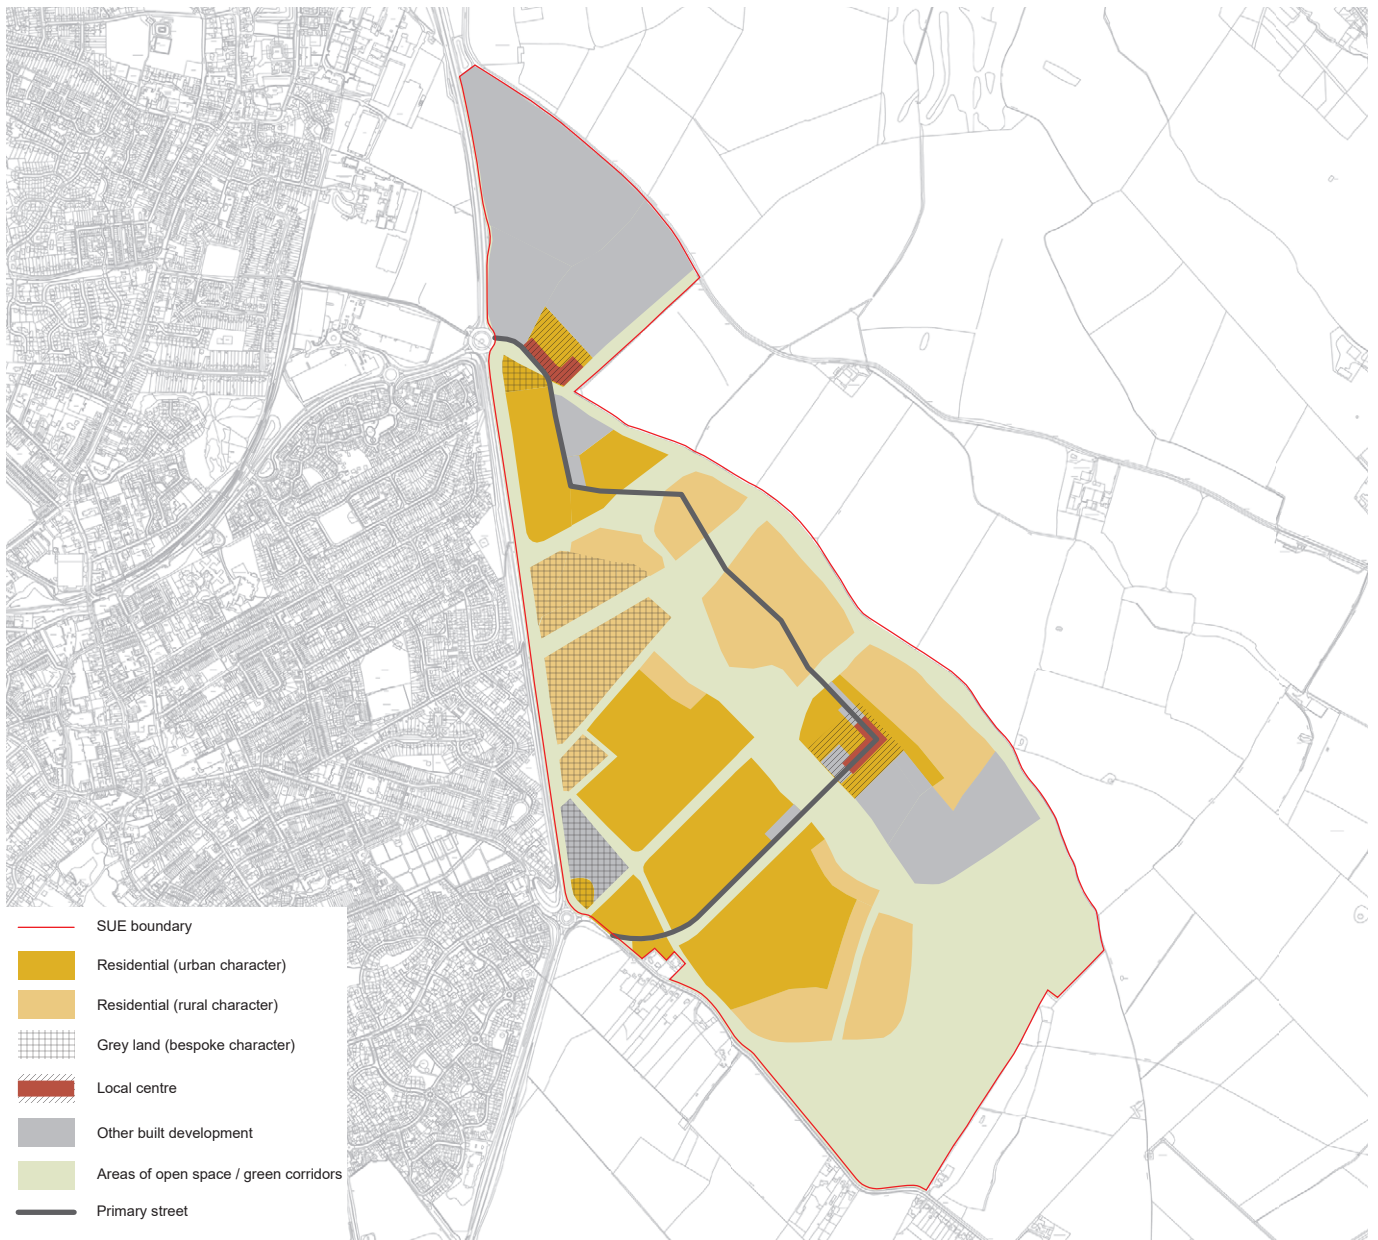 SUE boundary
Residential (urban character)
Residential (rural character)
Grey land (bespoke character)
Local centre
Other built development
Areas of open space / green corridors
Primary street